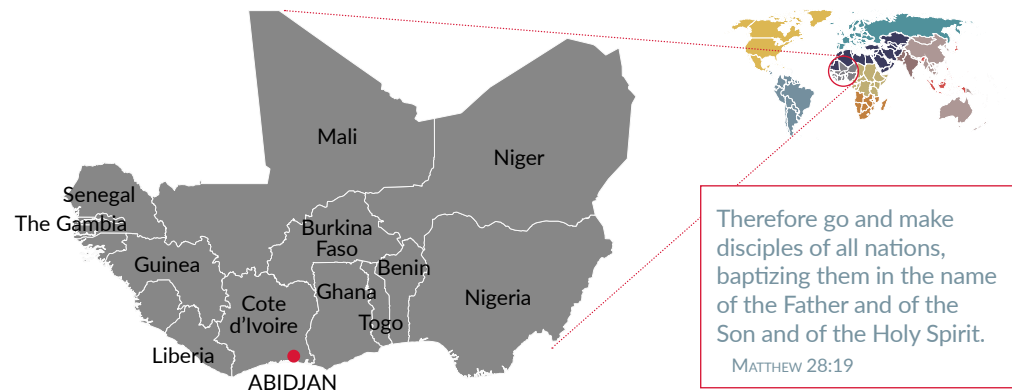 Mali
Niger
Senegal
The Gambia
Burkina
Faso
Guinea
Benin
Ghana
Cote
d’Ivoire
Nigeria
Togo
Liberia
ABIDJAN
Therefore go and make
disciples of all nations,
baptizing them in the name
of the Father and of the
Son and of the Holy Spirit.
Matthew 28:19